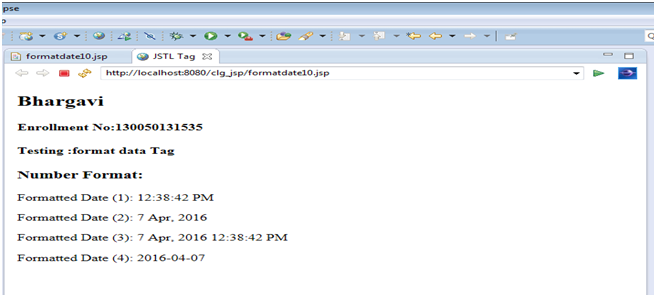 pse
formatdate10.jsp
JSTL Tag
http://localhost:8080/clg_jsp/formatdate10.jsp
Bhargavi
Enrollment No:130050131535
Testing :format data Tag
Number Format:
Formatted Date (1): 12:38:42 PM
Formatted Date (2): 7 Apr, 2016
Formatted Date (3): 7 Apr, 2016 12:38:42 PM
Formatted Date (4): 2016-04-07